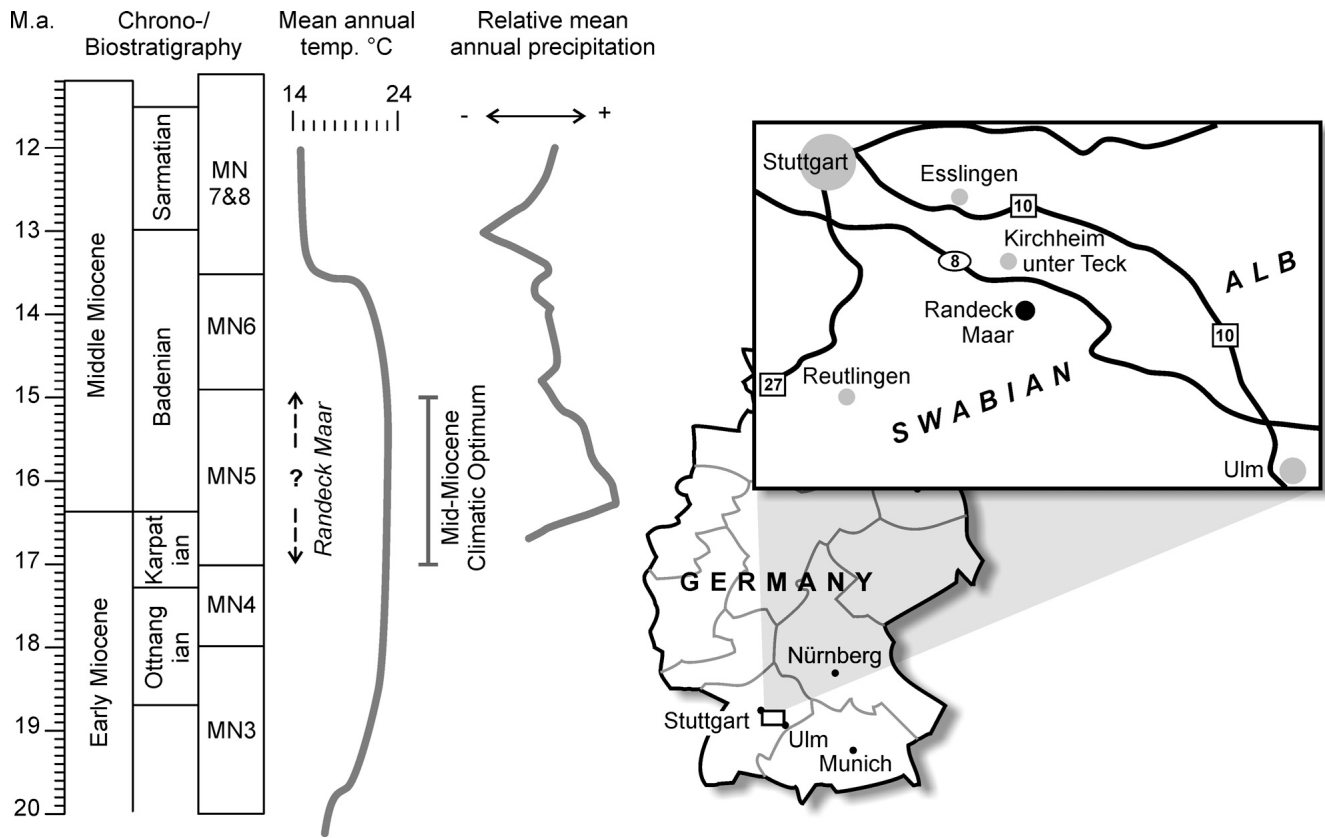 M.a.
Chrono-/
Biostratigraphy
Mean annual
temp. °C
Relative mean
annual precipitation
14
24
-
+
12
13
14
15
16
17
18
19
20
Middle Miocene
Early Miocene
Sarmatian
Badenian
Karpat
ian
Ottnang
ian
MN
7&8
MN6
MN5
MN4
MN3
?
Randeck Maar
Mid-Miocene
Climatic Optimum
Stuttgart
Esslingen
10
Kirchheim
unter Teck
8
Randeck
Maar
10
27
Reutlingen
SWABIAN
ALB
Ulm
GERMANY
Nürnberg
Stuttgart
Ulm
Munich